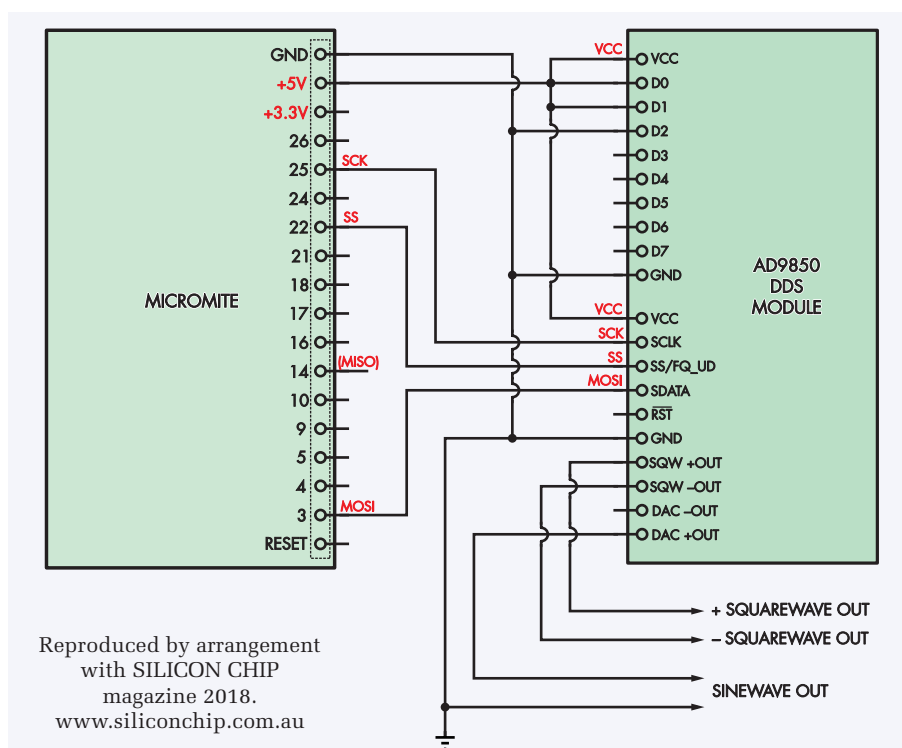 GND
+5V
+3.3V
26
25
SCK
24
22
SS
21
18
17
16
14
(MISO)
10
9
5
4
3
MOSI
RESET
MICROMITE
VCC
VCC
D0
D1
D2
D3
D4
D5
D6
D7
GND
VCC
VCC
SCK
SCLK
SS
SS/FQ_UD
MOSI
SDATA
RST
GND
SQW +OUT
SQW –OUT
DAC –OUT
DAC +OUT
AD9850
DDS
MODULE
+ SQUAREWAVE OUT
– SQUAREWAVE OUT
SINEWAVE OUT
Reproduced by arrangement
with SILICON CHIP
magazine 2018.
www.siliconchip.com.au